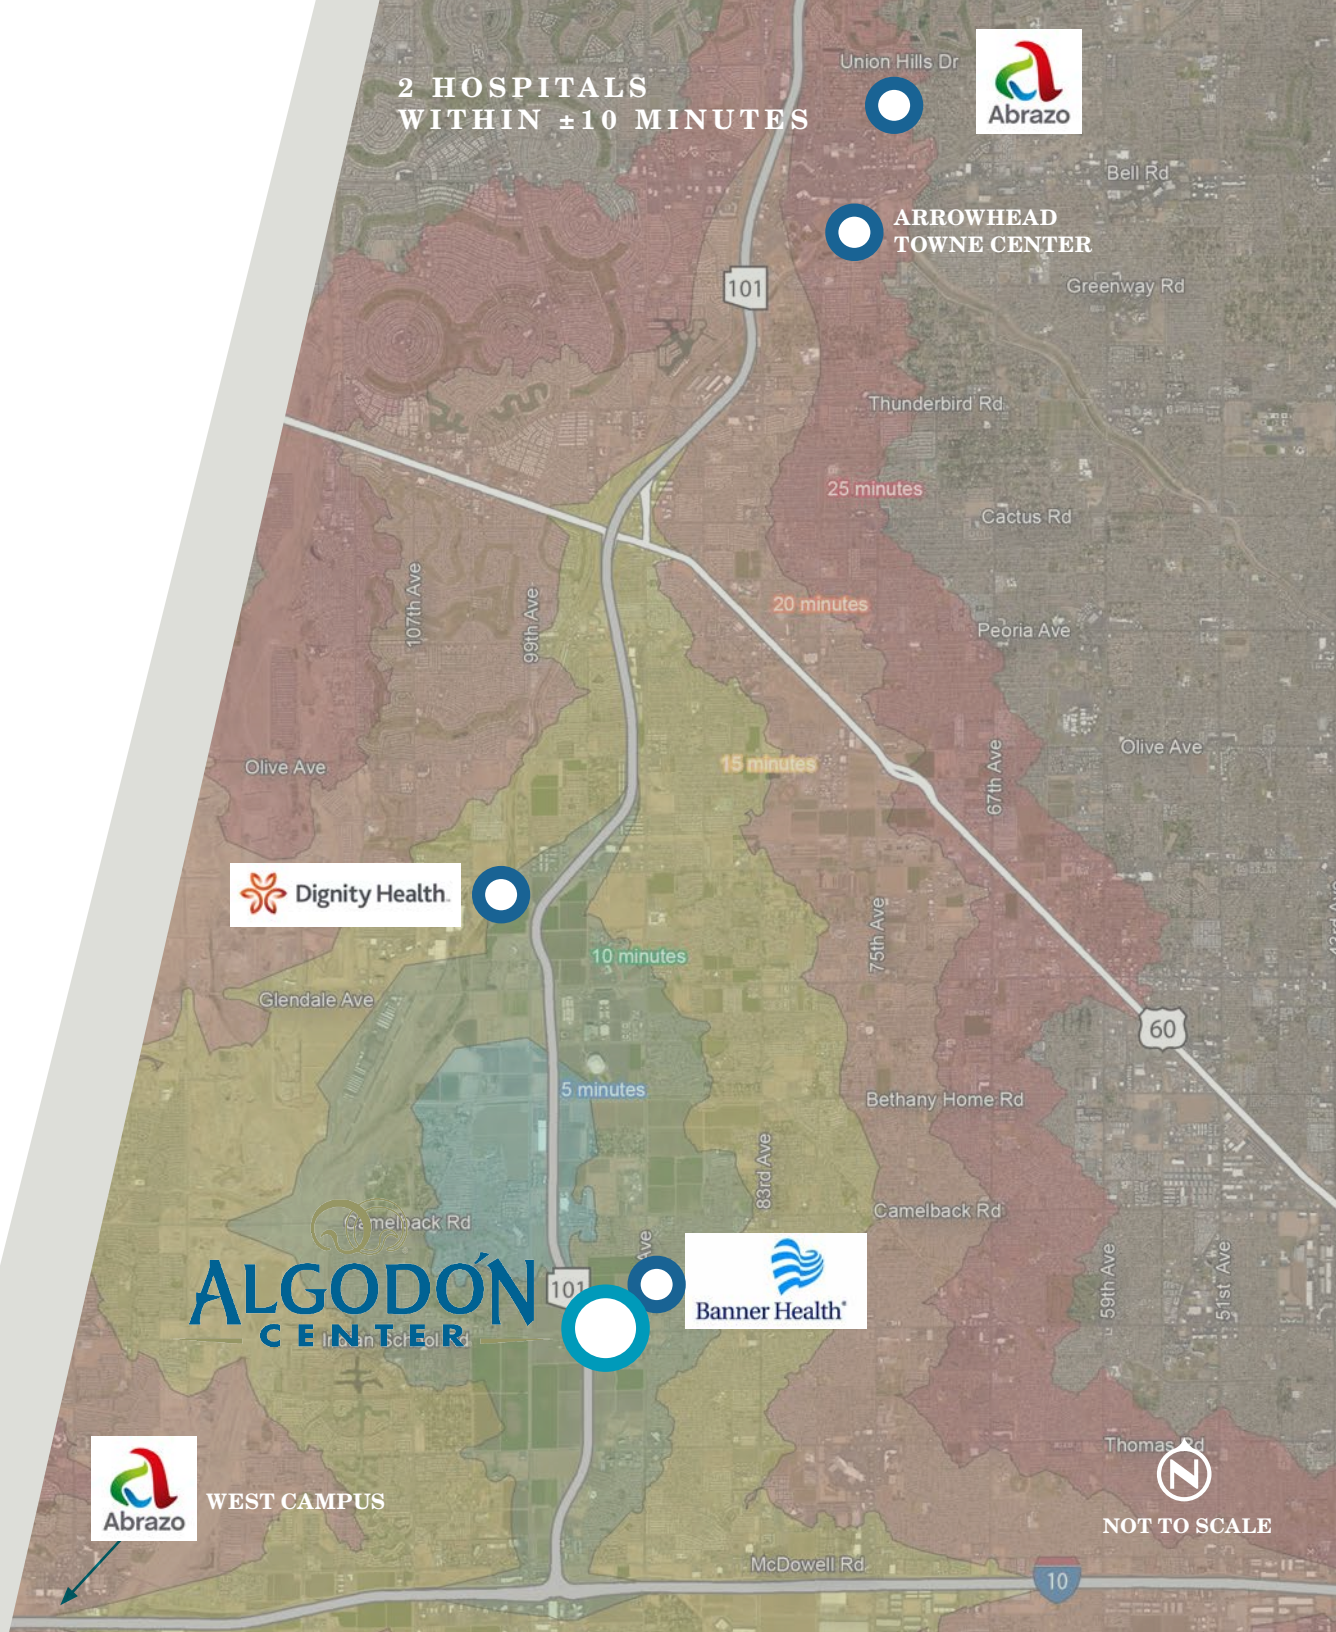 Union Hills Dr
Abrazo
2 HOSPITALS
WITHIN ±10 MINUTES
Bell Rd
ARROWHEAD
TOWNE CENTER
101
Greenway Rd
Thunderbird Rd
25 minutes
Cactus Rd
107th Ave
99th Ave
20 minutes
Peoria Ave
Olive Ave
15 minutes
Olive Ave
67th Ave
Dignity Health
75th Ave
10 minutes
Glendale Ave
60
5 minutes
Bethany Home Rd
83rd Ave
Camelback Rd
Camelback Rd
ALGODÓN
CENTER
101
Ave
Banner Health
59th Ave
51st Ave
Indian School Rd
Thomas Rd
N
NOT TO SCALE
Abrazo
WEST CAMPUS
McDowell Rd
10